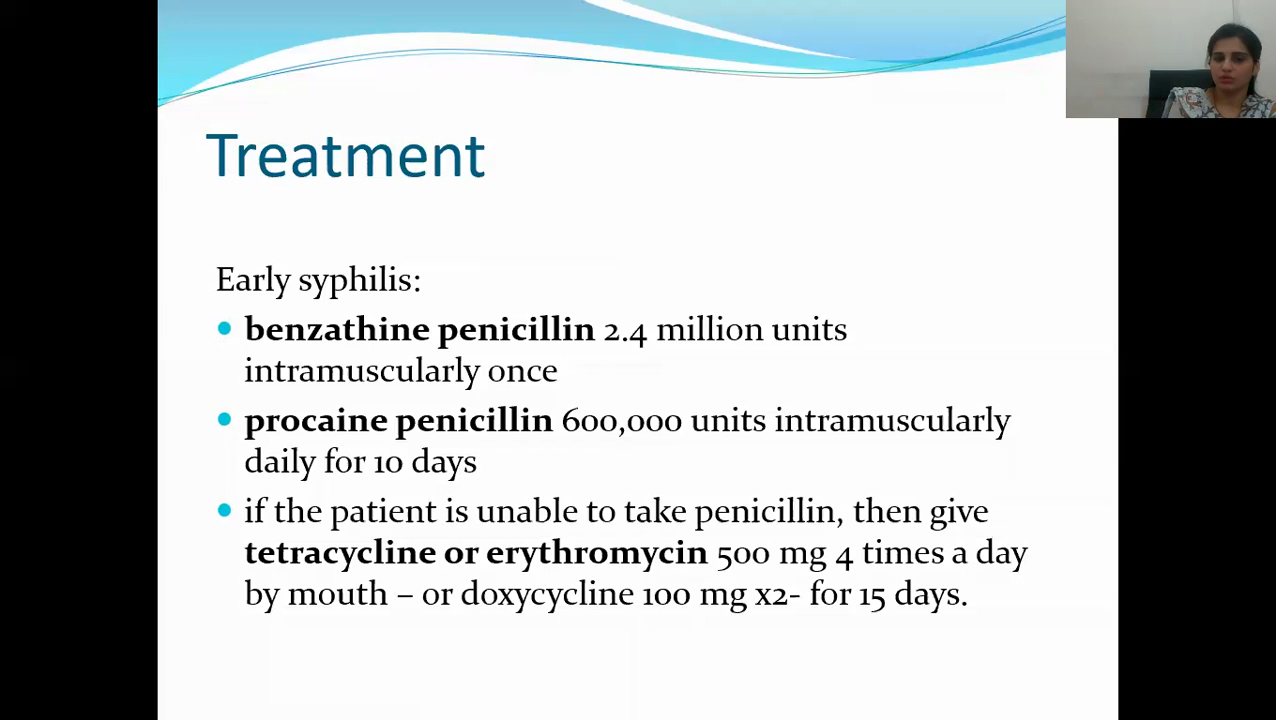 Treatment
Early syphilis:
benzathine penicillin 2.4 million units
intramuscularly once
procaine penicillin 600,000 units intramuscularly
daily for 10 days
if the patient is unable to take penicillin, then give
tetracycline or erythromycin 500 mg 4 times a day
by mouth – or doxycycline 100 mg x2- for 15 days.